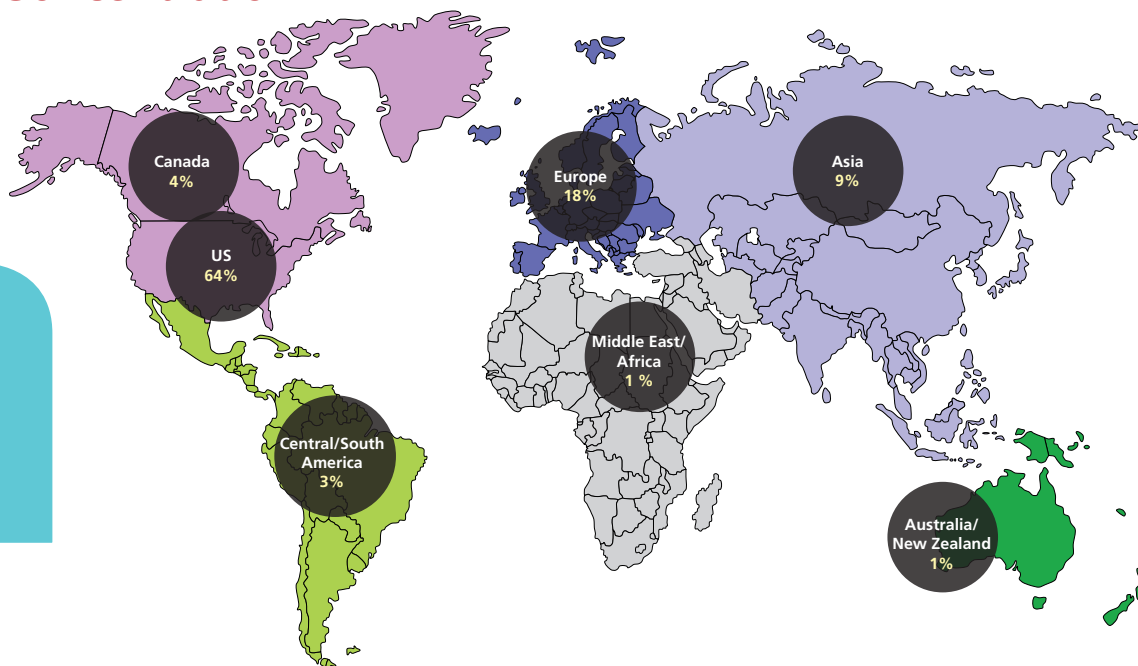 Canada
4%
US
64%
Europe
18%
Asia
9%
Middle East/
Africa
1 %
Central/South
America
3%
Australia/
New Zealand
1%